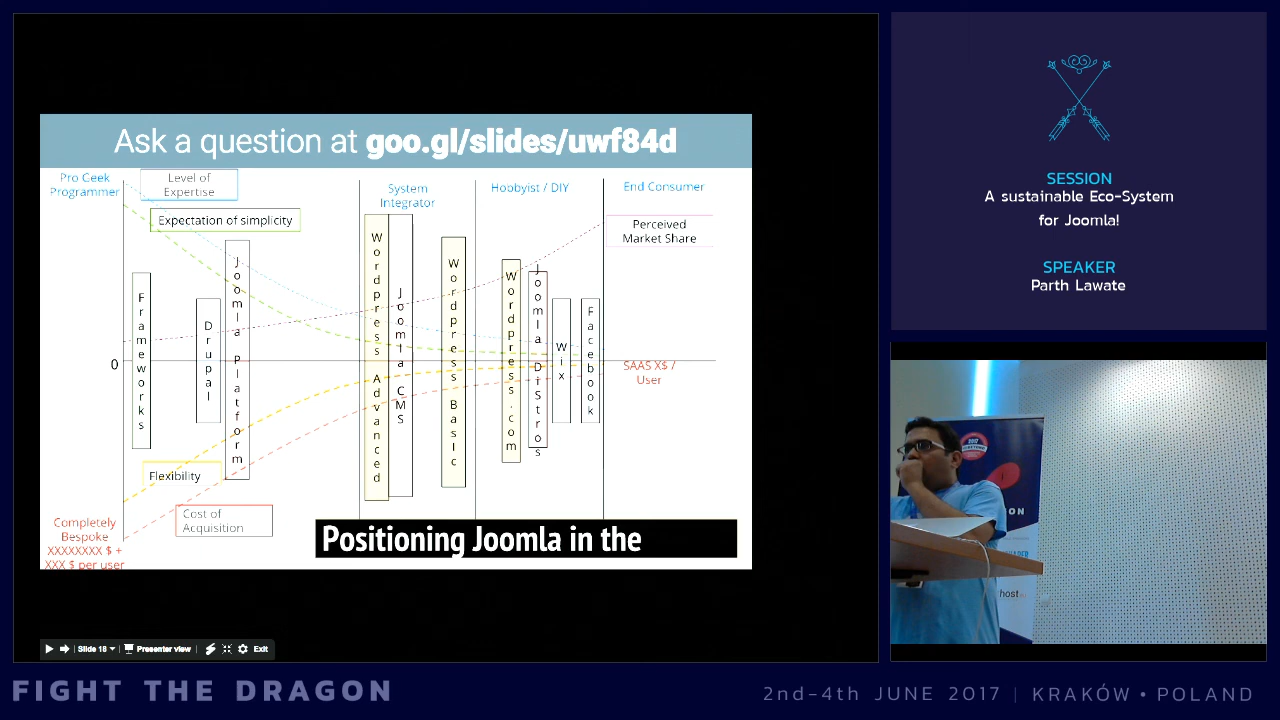 Ask a question at goo.gl/slides/uwf84d
Pro Geek
Programmer
Level of
Expertise
System
Integrator
Hoobyist / DIY
End Consumer
Expectation of simplicity
Perceived
Market Share
Frameworks
Drupal
Joomla Platform
Wordpress Advanced
Joomla CMS
Wordpress Basic
Wordpress.com
Joomla Distros
Wix
Facebook
0
SAAS X$ /
User
Flexibility
Cost of
Acquisition
Completely
Bespoke
XXXXXXXX $ +
XXX $ per user
Positioning Joomla in the
Slide 18
Presenter view
Exit
SESSION
A sustainable Eco-System
for Joomla!
SPEAKER
Parth Lawate
host
FIGHT THE DRAGON
2nd-4th JUNE 2017 | KRAKÓW • POLAND